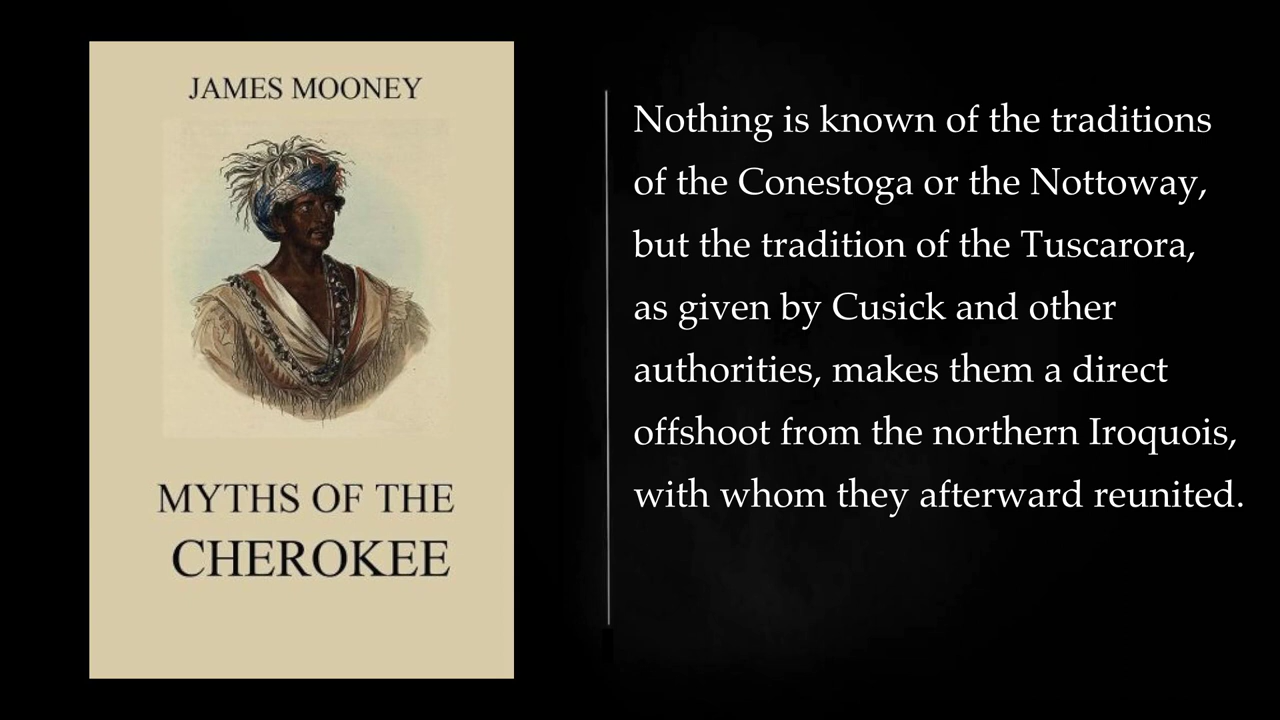 JAMES MOONEY
MYTHS OF THE
CHEROKEE
Nothing is known of the traditions
of the Conestoga or the Nottoway,
but the tradition of the Tuscarora,
as given by Cusick and other
authorities, makes them a direct
offshoot from the northern Iroquois,
with whom they afterward reunited.